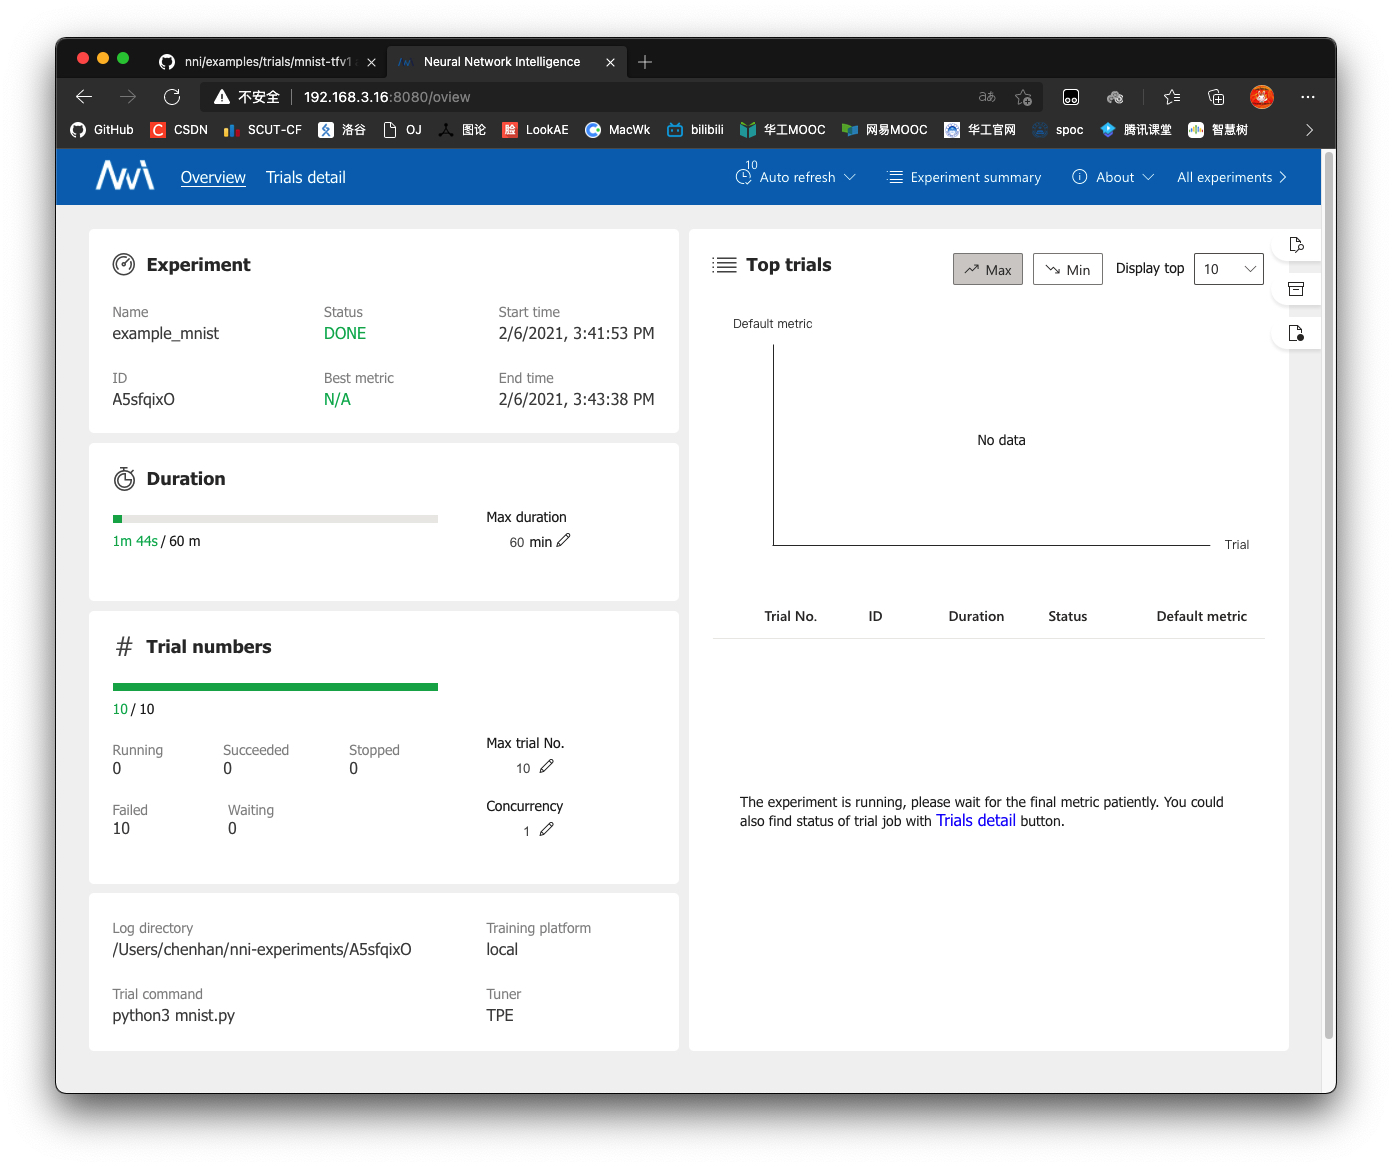 nni/examples/trials/mnist-tfv1
Neural Network Intelligence
不安全
192.168.3.16:8080/oview
aあ
GitHub
CSDN
SCUT-CF
洛谷
OJ
图论
脸
LookAE
MacWk
bilibili
华工MOOC
网易MOOC
华工官网
spoc
腾讯课堂
智慧树
Overview
Trials detail
10
Auto refresh
Experiment summary
About
All experiments
Experiment
Name
Status
Start time
example_mnist
DONE
2/6/2021, 3:41:53 PM
ID
Best metric
End time
A5sfqixO
N/A
2/6/2021, 3:43:38 PM
Duration
Max duration
1m 44s / 60 m
60 min
# Trial numbers
10 / 10
Running
Succeeded
Stopped
Max trial No.
0
0
0
10
Failed
Waiting
Concurrency
10
0
1
Log directory
Training platform
/Users/chenhan/nni-experiments/A5sfqixO
local
Trial command
Tuner
python3 mnist.py
TPE
Top trials
Max
Min
Display top
10
Default metric
No data
Trial
Trial No.
ID
Duration
Status
Default metric
The experiment is running, please wait for the final metric patiently. You could
also find status of trial job with Trials detail button.